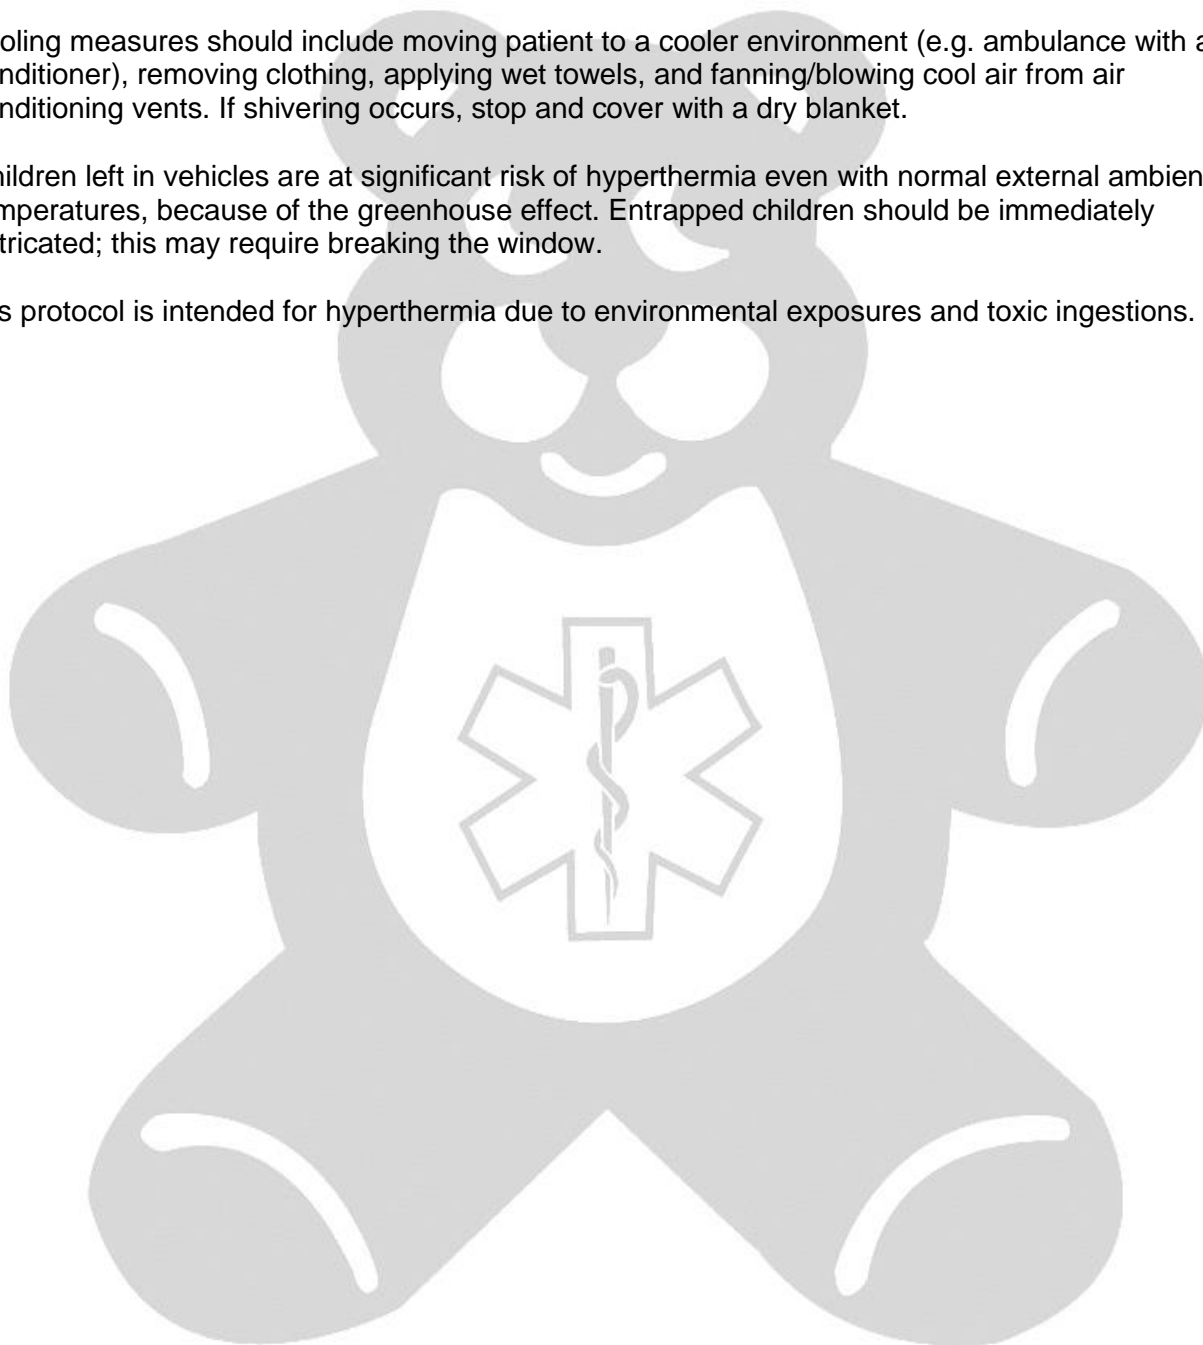 oling measures should include moving patient to a cooler environment (e.g. ambulance with a
nditioner), removing clothing, applying wet towels, and fanning/blowing cool air from air
nditioning vents. If shivering occurs, stop and cover with a dry blanket.
hildren left in vehicles are at significant risk of hyperthermia even with normal external ambien
mperatures, because of the greenhouse effect. Entrapped children should be immediately
tricated; this may require breaking the window.
s protocol is intended for hyperthermia due to environmental exposures and toxic ingestions.